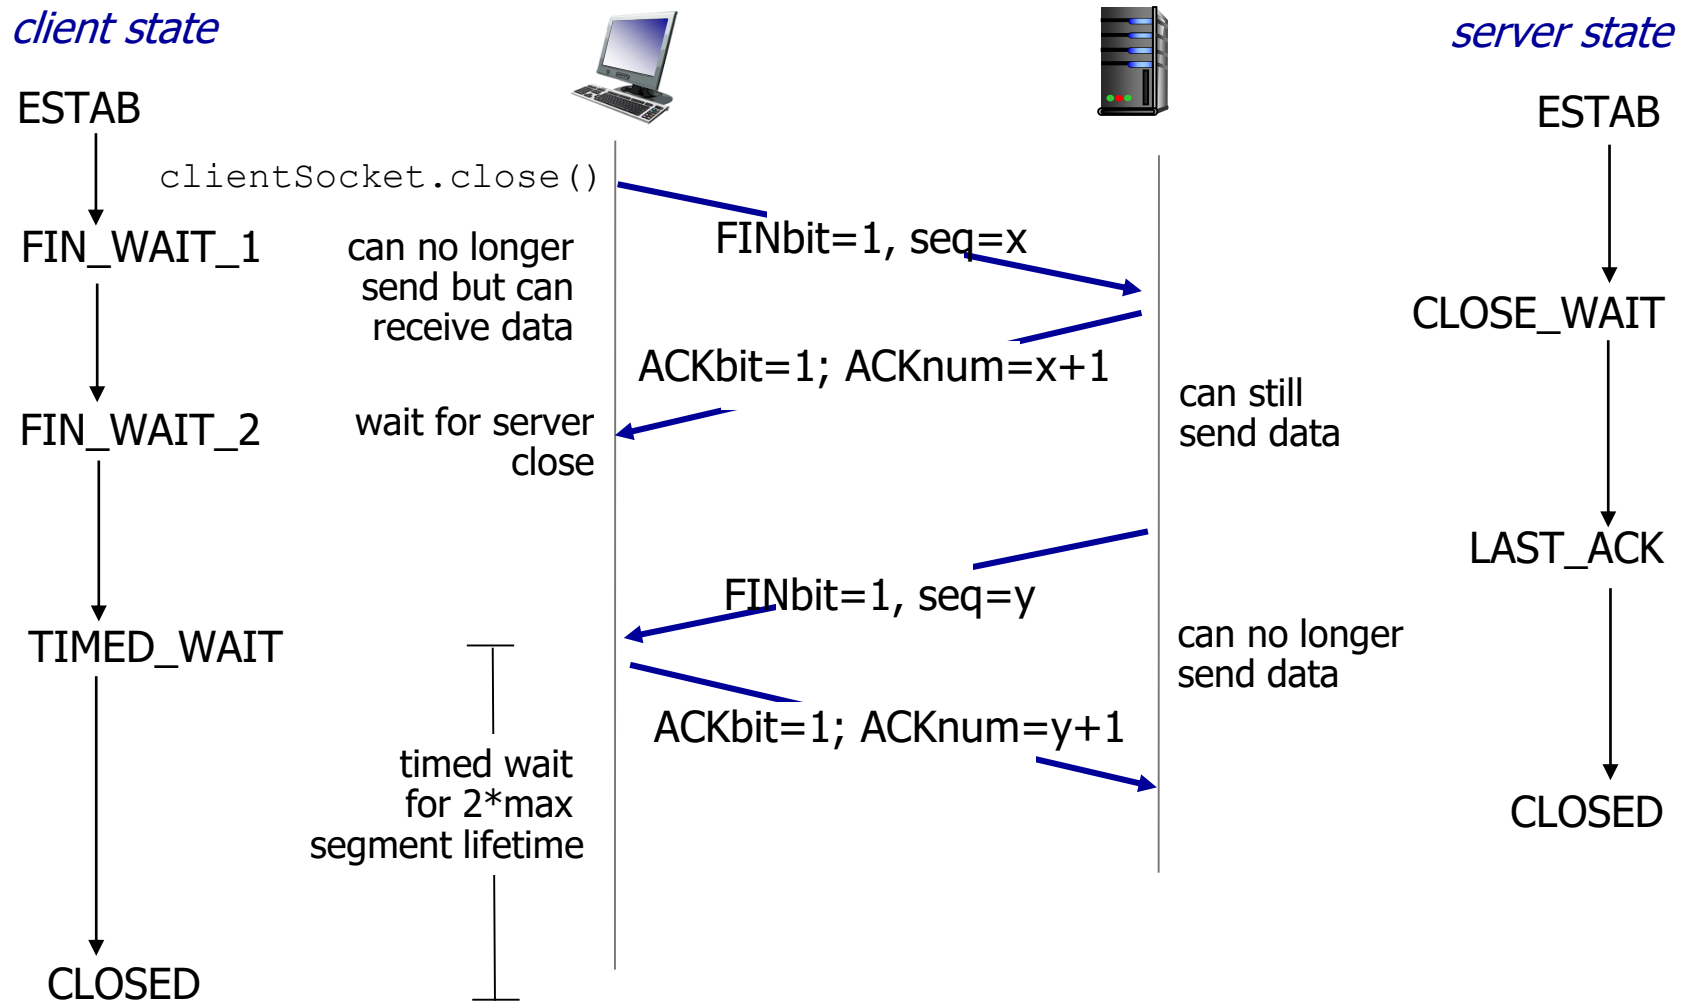 client state
server state
ESTAB
ESTAB
clientSocket.close()
FIN_WAIT_1
can no longer
send but can
receive data
FINbit=1, seq=x
CLOSE_WAIT
ACKbit=1; ACKnum=x+1
can still
send data
FIN_WAIT_2
wait for server
close
LAST_ACK
FINbit=1, seq=y
TIMED_WAIT
can no longer
send data
ACKbit=1; ACKnum=y+1
timed wait
for 2*max
segment lifetime
CLOSED
CLOSED